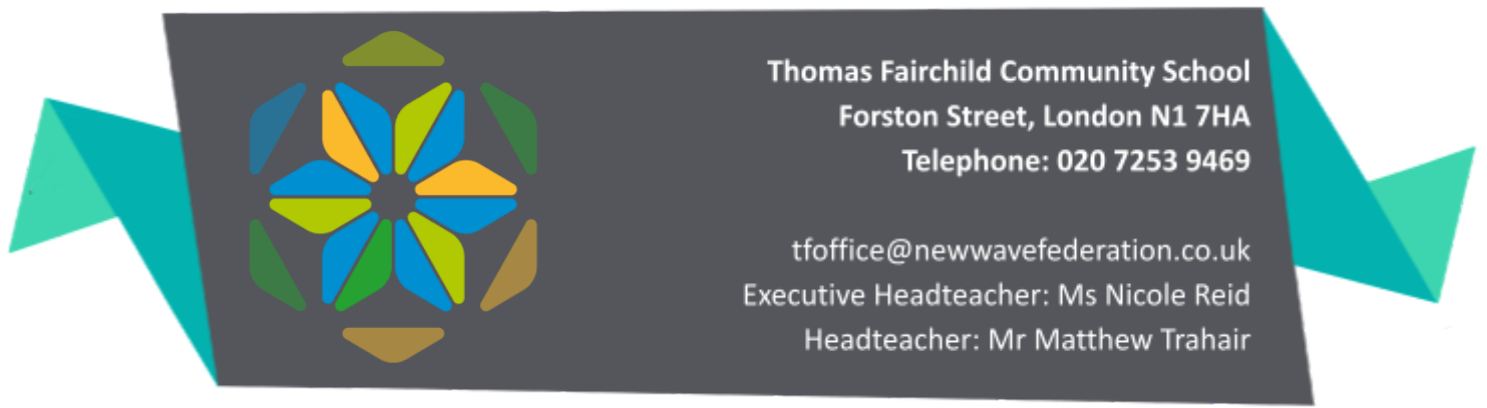 Thomas Fairchild Community School
Forston Street, London N1 7HA
Telephone: 020 7253 9469
tfoffice@newwavefederation.co.uk
Executive Headteacher: Ms Nicole Reid
Headteacher: Mr Matthew Trahair